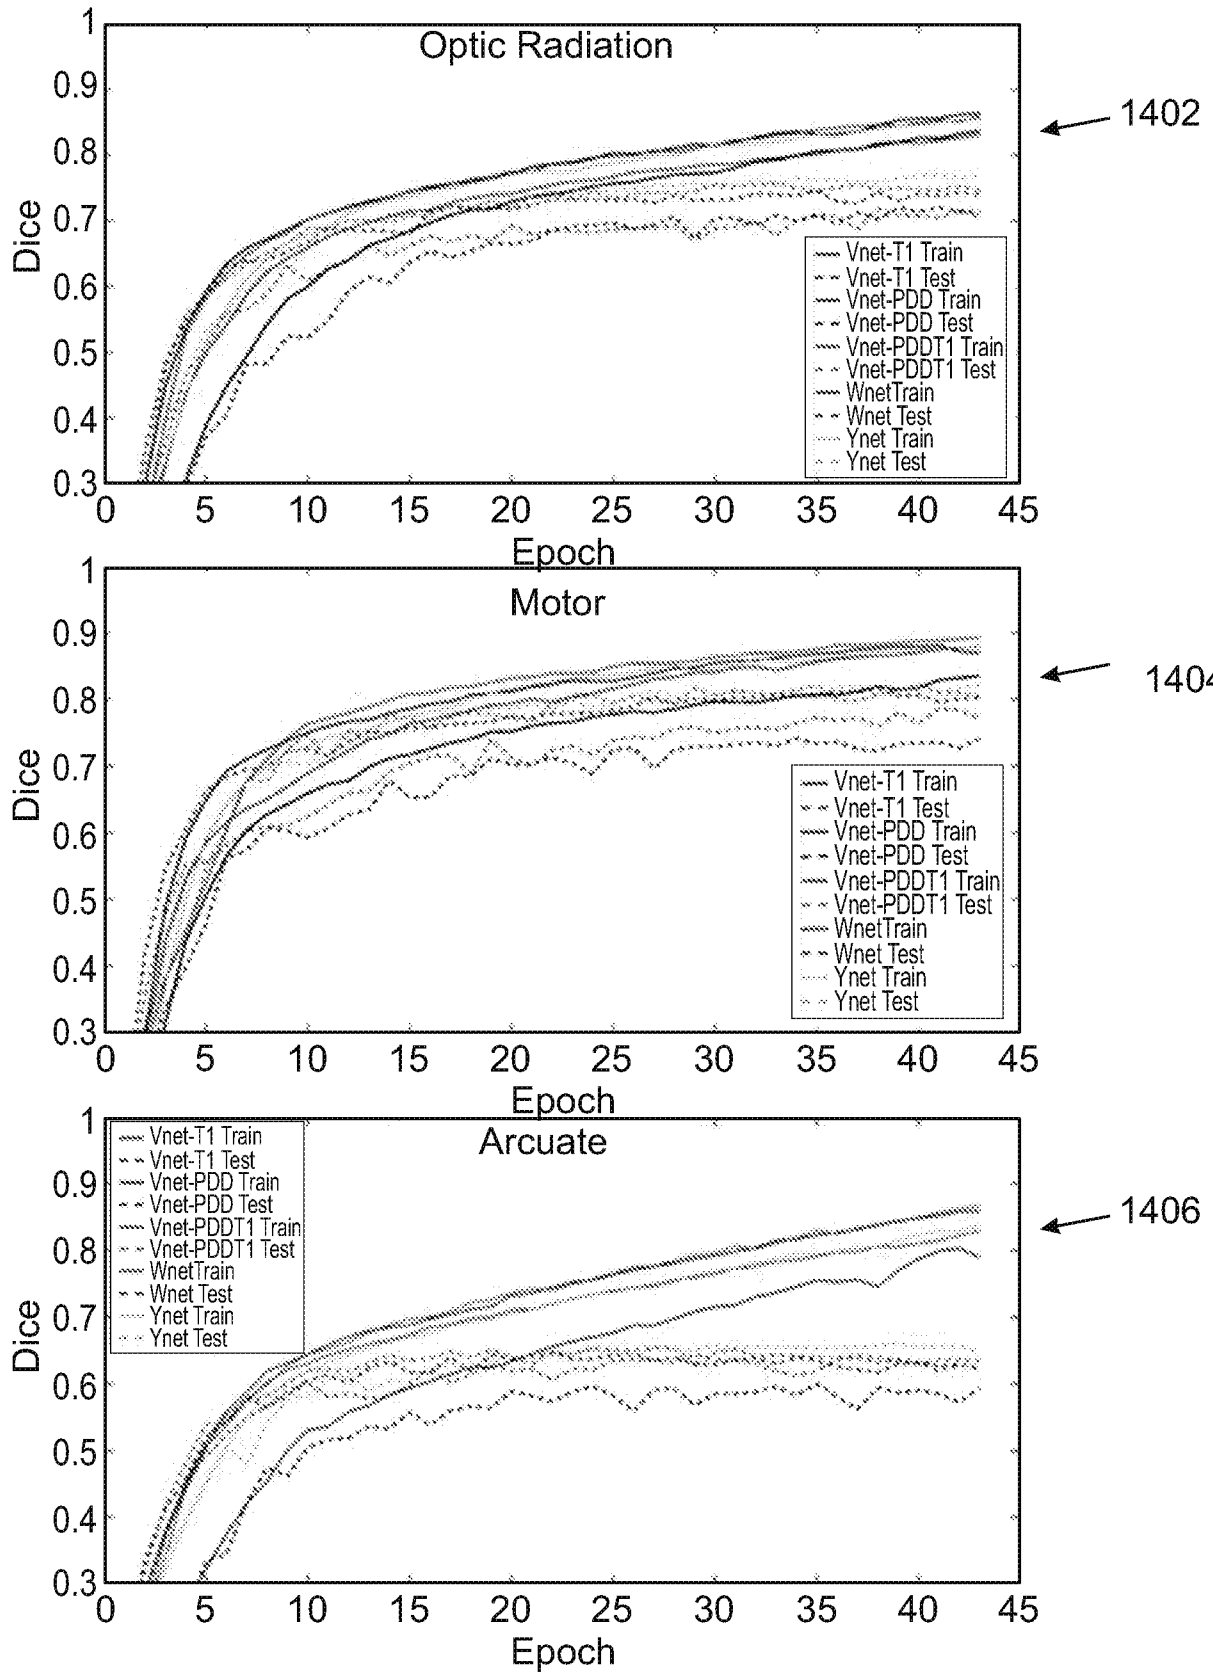 Optic Radiation
1402
Dice
1
0.9
0.8
0.7
0.6
0.5
0.4
0.3
Vnet-T1 Train
Vnet-T1 Test
Vnet-PDD Train
Vnet-PDD Test
Vnet-PDDT1 Train
Vnet-PDDT1 Test
WnetTrain
Wnet Test
Ynet Train
Ynet Test
0 5 10 15 20 25 30 35 40 45
Epoch
Motor
1404
Dice
1
0.9
0.8
0.7
0.6
0.5
0.4
0.3
Vnet-T1 Train
Vnet-T1 Test
Vnet-PDD Train
Vnet-PDD Test
Vnet-PDDT1 Train
Vnet-PDDT1 Test
WnetTrain
Wnet Test
Ynet Train
Ynet Test
0 5 10 15 20 25 30 35 40 45
Epoch
Arcuate
1406
Dice
1
0.9
0.8
0.7
0.6
0.5
0.4
0.3
Vnet-T1 Train
Vnet-T1 Test
Vnet-PDD Train
Vnet-PDD Test
Vnet-PDDT1 Train
Vnet-PDDT1 Test
WnetTrain
Wnet Test
Ynet Train
Ynet Test
0 5 10 15 20 25 30 35 40 45
Epoch